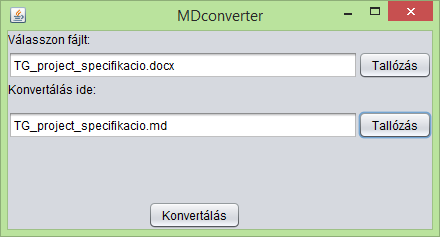 MDconverter
Válasszon fájlt:
TG_project_specifikacio.docx Tallózás
Konvertálás ide:
TG_project_specifikacio.md Tallózás
Konvertálás